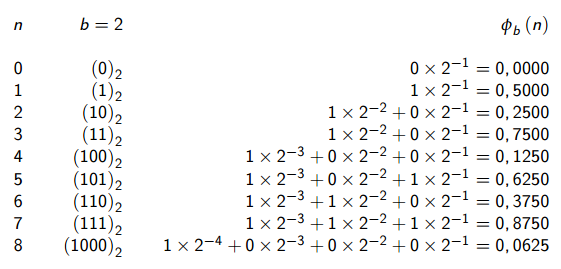 n b = 2 ϕb (n)
0 (0)₂ 0 × 2⁻¹ = 0, 0000
1 (1)₂ 1 × 2⁻¹ = 0, 5000
2 (10)₂ 1 × 2⁻² + 0 × 2⁻¹ = 0, 2500
3 (11)₂ 1 × 2⁻² + 0 × 2⁻¹ = 0, 7500
4 (100)₂ 1 × 2⁻³ + 0 × 2⁻² + 0 × 2⁻¹ = 0, 1250
5 (101)₂ 1 × 2⁻³ + 0 × 2⁻² + 1 × 2⁻¹ = 0, 6250
6 (110)₂ 1 × 2⁻³ + 1 × 2⁻² + 0 × 2⁻¹ = 0, 3750
7 (111)₂ 1 × 2⁻³ + 1 × 2⁻² + 1 × 2⁻¹ = 0, 8750
8 (1000)₂ 1 × 2⁻⁴ + 0 × 2⁻³ + 0 × 2⁻² + 0 × 2⁻¹ = 0, 0625